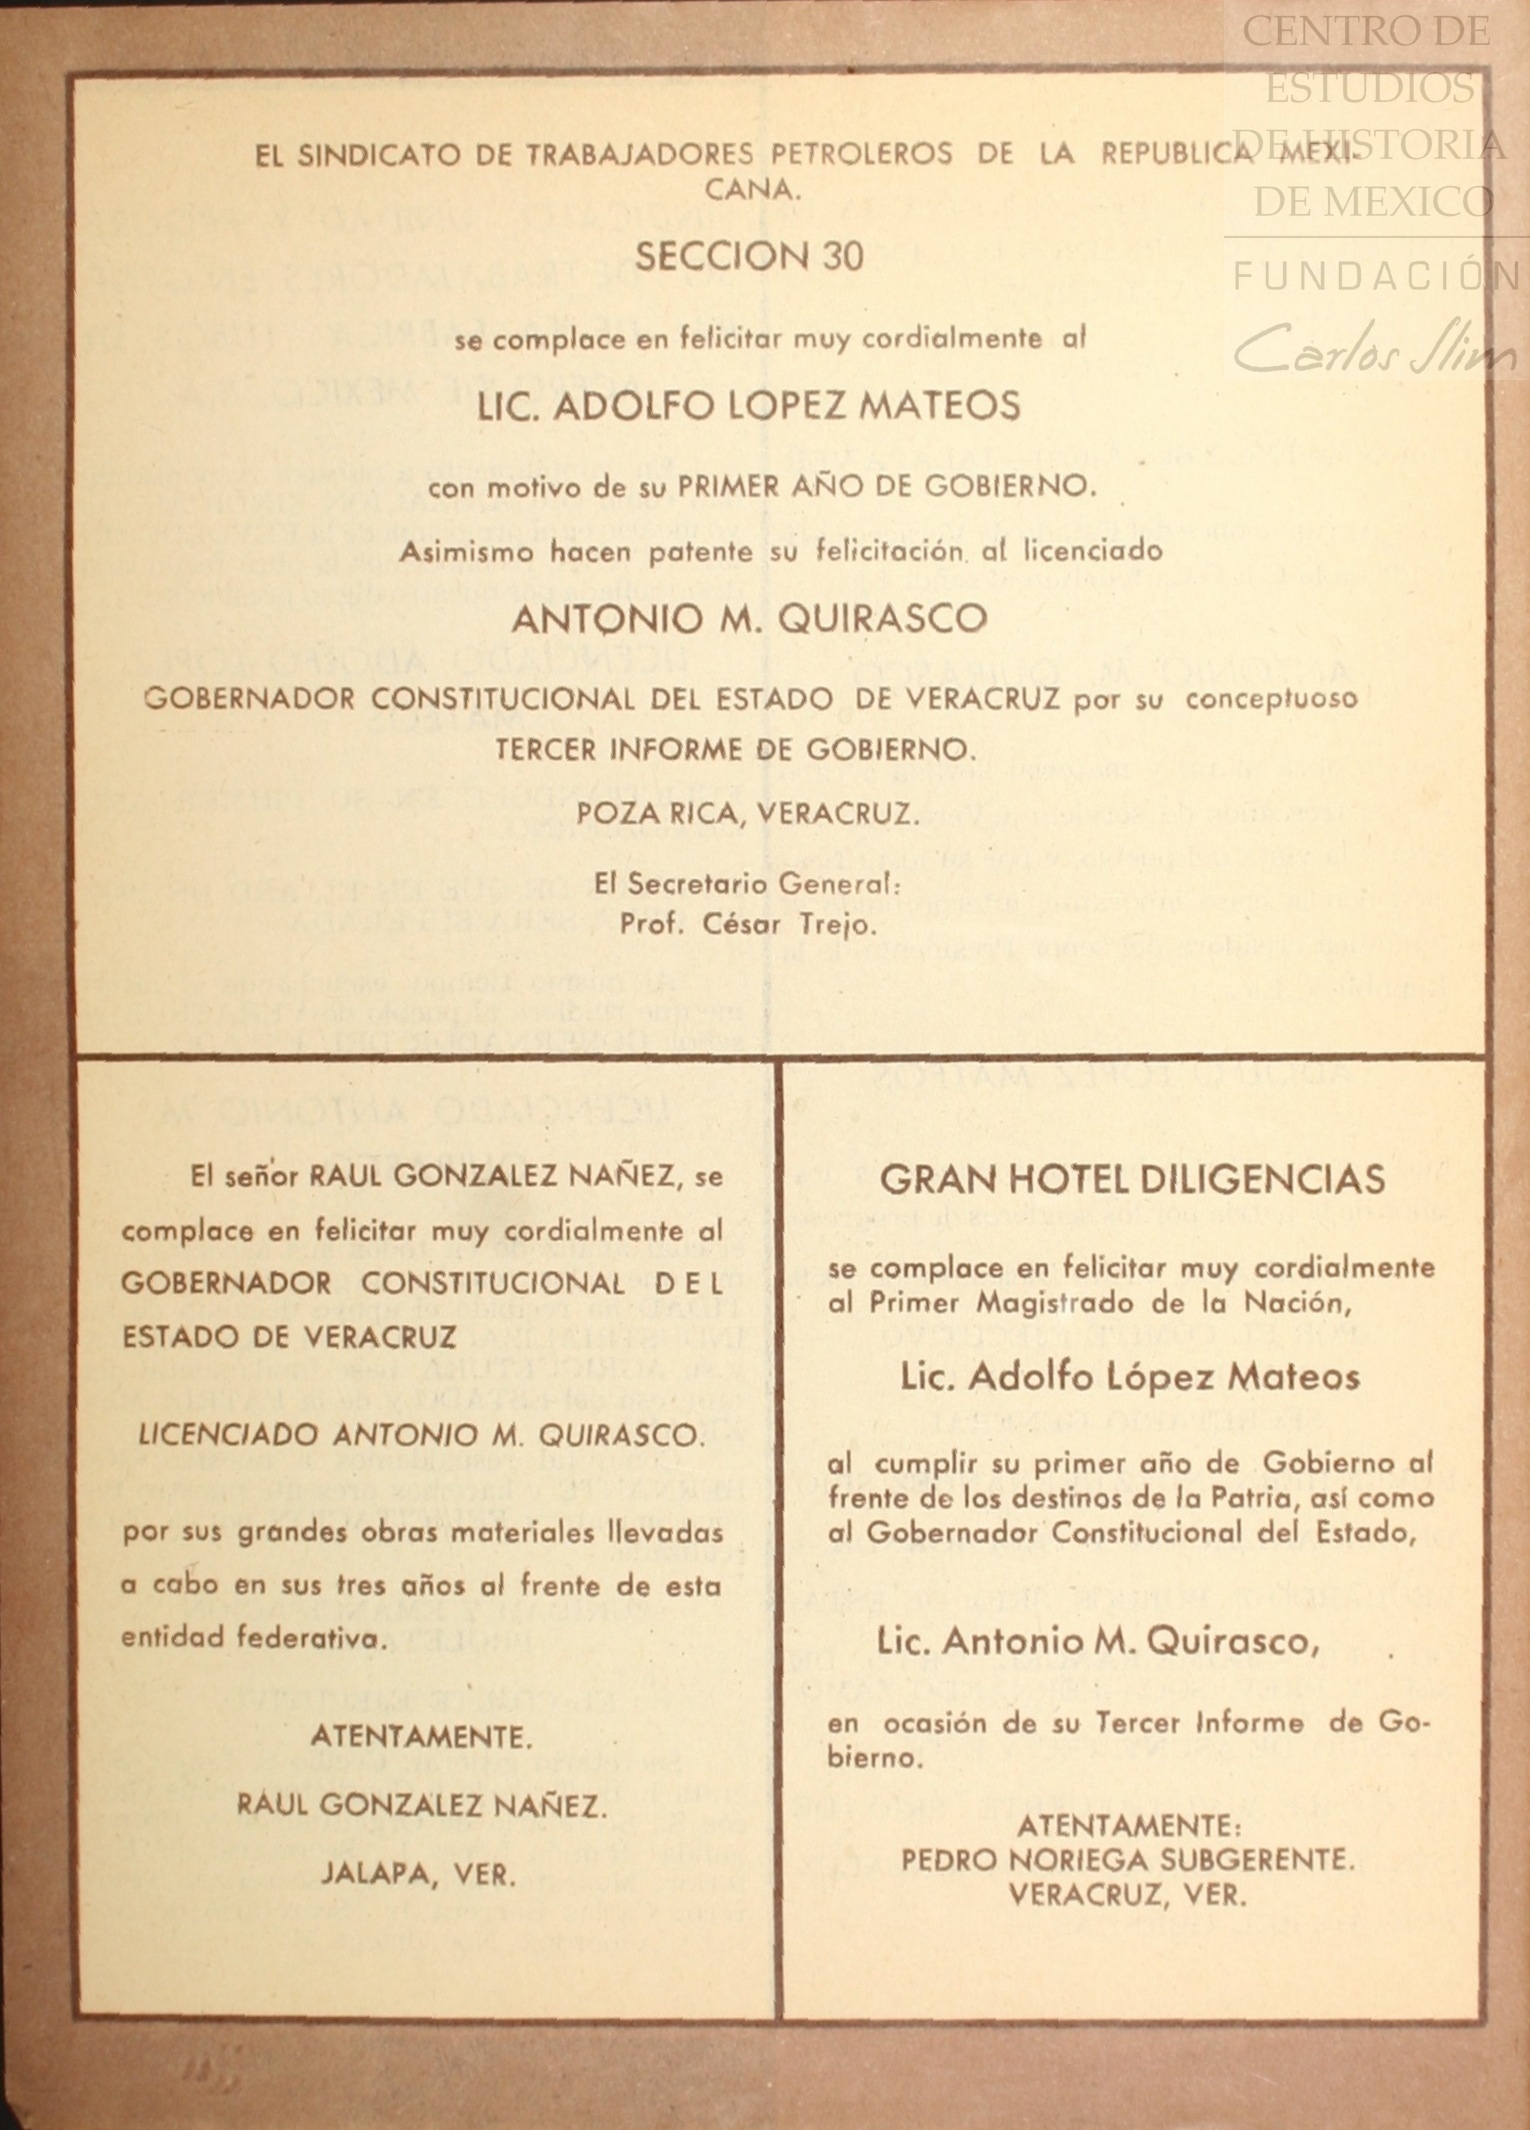 CENTRO DE
ESTUDIOS
DE HISTORIA
DE MEXICO
FUNDACIÓN
Carlos Slim
EL SINDICATO DE TRABAJADORES PETROLEROS DE LA REPUBLICA MEXI-
CANA.
SECCION 30
se complace en felicitar muy cordialmente al
LIC. ADOLFO LOPEZ MATEOS
con motivo de su PRIMER AÑO DE GOBIERNO.
Asimismo hacen patente su felicitación al licenciado
ANTONIO M. QUIRASCO
GOBERNADOR CONSTITUCIONAL DEL ESTADO DE VERACRUZ por su conceptuoso
TERCER INFORME DE GOBIERNO.
POZA RICA, VERACRUZ.
El Secretario General:
Prof. César Trejo.
El señor RAUL GONZALEZ NAÑEZ, se
complace en felicitar muy cordialmente al
GOBERNADOR CONSTITUCIONAL DEL
ESTADO DE VERACRUZ
LICENCIADO ANTONIO M. QUIRASCO.
por sus grandes obras materiales llevadas
a cabo en sus tres años al frente de esta
entidad federativa.
ATENTAMENTE.
RAUL GONZALEZ NAÑEZ.
JALAPA, VER.
GRAN HOTEL DILIGENCIAS
se complace en felicitar muy cordialmente
al Primer Magistrado de la Nación,
Lic. Adolfo López Mateos
al cumplir su primer año de Gobierno al
frente de los destinos de la Patria, así como
al Gobernador Constitucional del Estado,
Lic. Antonio M. Quirasco,
en ocasión de su Tercer Informe de Go-
bierno.
ATENTAMENTE:
PEDRO NORIEGA SUBGERENTE.
VERACRUZ, VER.